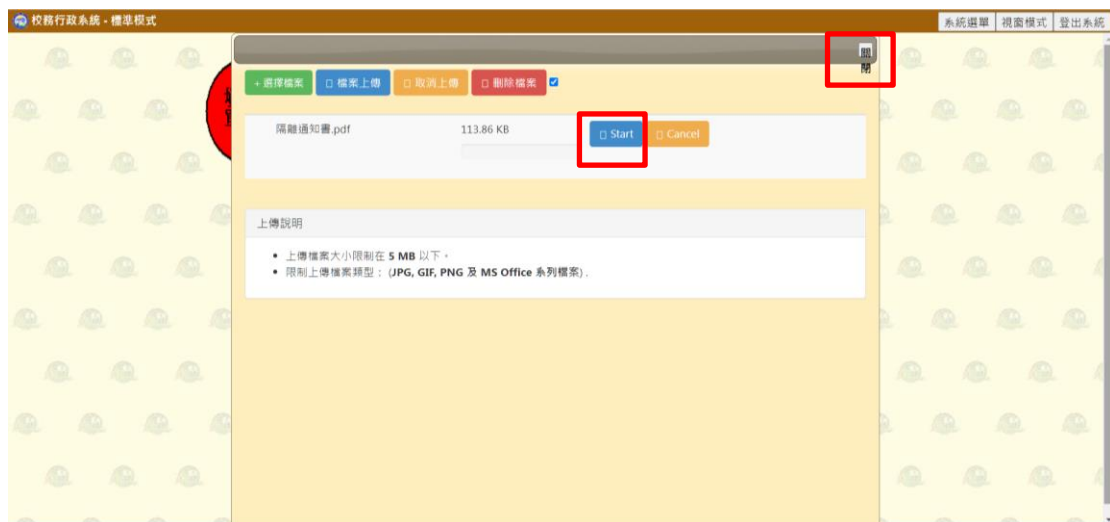 校務行政系統 - 標準模式
系統選單 視窗模式 登出系統
關閉
+ 選擇檔案 檔案上傳 取消上傳 刪除檔案
隔離通知書.pdf 113.86 KB Start Cancel
上傳說明
• 上傳檔案大小限制在 5 MB 以下。
• 限制上傳檔案類型： (JPG, GIF, PNG 及 MS Office 系列檔案) .